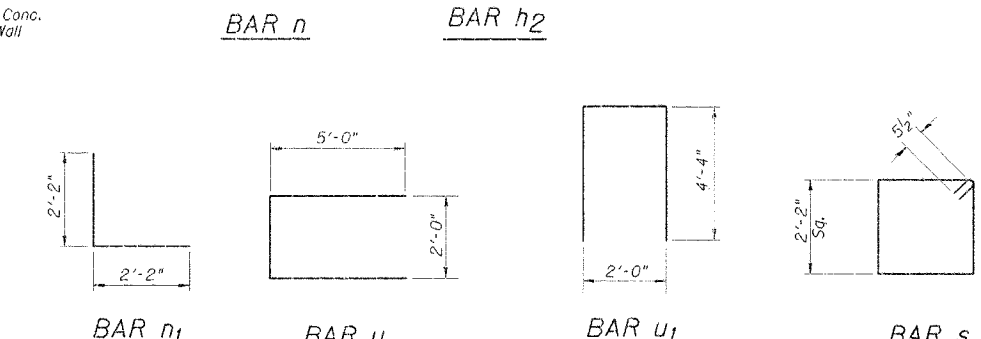 Conc.
Wall
BAR n
BAR h2
2'-2"
2'-2"
BAR n1
5'-0"
2'-0"
BAR u
4'-4"
2'-0"
BAR u1
5½"
2'-2"
Sq.
BAR s